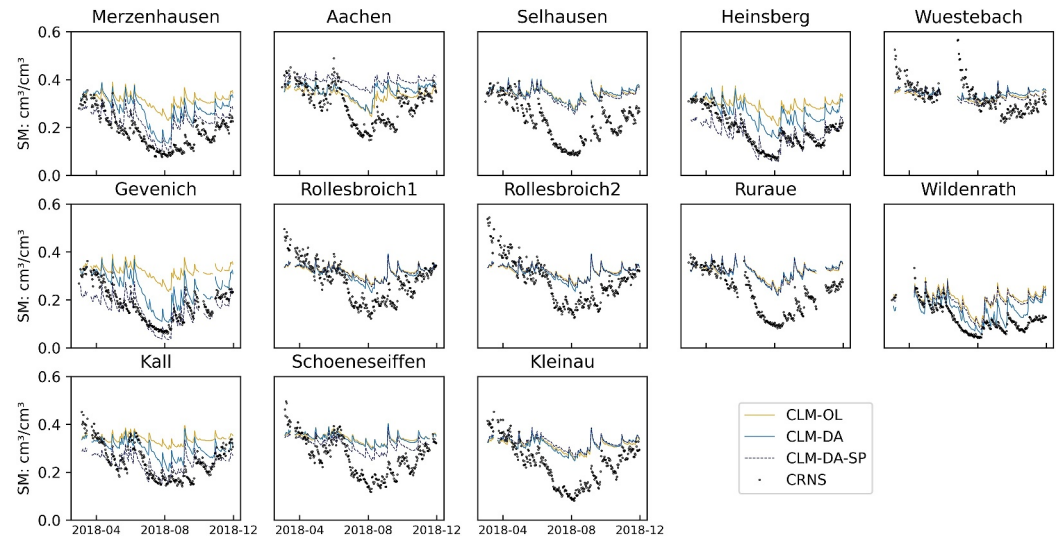 Merzenhausen Aachen Selhausen Heinsberg Wuestebach
0.6
0.4
0.2
0.0
SM: cm³/cm³
Gevenich Rollesbroich1 Rollesbroich2 Ruraue Wildenrath
0.6
0.4
0.2
0.0
SM: cm³/cm³
Kall Schoeneseiffen Kleinau
0.6
0.4
0.2
0.0
SM: cm³/cm³
2018-04 2018-08 2018-12 2018-04 2018-08 2018-12 2018-04 2018-08 2018-12
CLM-OL
CLM-DA
CLM-DA-SP
CRNS